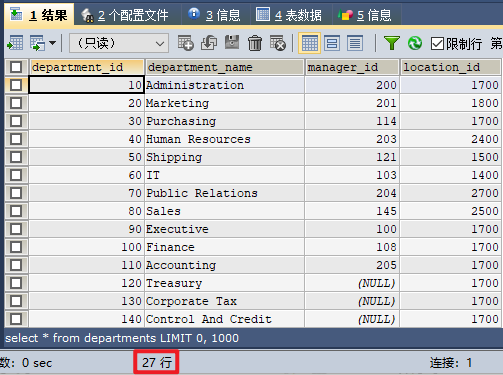 1 结果 2 个配置文件 3 信息 4 表数据 5 信息
（只读） 限制行 第
department_id department_name manager_id location_id
10 Administration 200 1700
20 Marketing 201 1800
30 Purchasing 114 1700
40 Human Resources 203 2400
50 Shipping 121 1500
60 IT 103 1400
70 Public Relations 204 2700
80 Sales 145 2500
90 Executive 100 1700
100 Finance 108 1700
110 Accounting 205 1700
120 Treasury (NULL) 1700
130 Corporate Tax (NULL) 1700
140 Control And Credit (NULL) 1700
select * from departments LIMIT 0, 1000
数: 0 sec 27 行 连接: 1